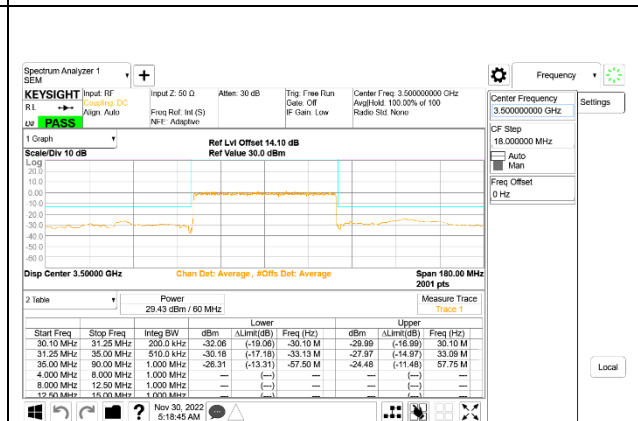 Spectrum Analyzer 1
SEM
Frequency
KEYSIGHT
Input: RF
Coupling: DC
Align: Auto
Input Z: 50 Ω
Freq Ref: Int (S)
NFE: Adaptive
Atten: 30 dB
Trig: Free Run
Gate: Off
IF Gain: Low
Center Freq: 3.500000000 GHz
Avg|Hold: 100.00% of 100
Radio Std: None
R L
PASS
Center Frequency
3.500000000 GHz
Settings
CF Step
18.000000 MHz
Auto
Man
Freq Offset
0 Hz
1 Graph
Scale/Div 10 dB
Ref Lvl Offset 14.10 dB
Ref Value 30.0 dBm
Log
20.0
10.0
0.00
-10.0
-20.0
-30.0
-40.0
-50.0
-60.0
Disp Center 3.50000 GHz
Chan Det: Average , #Offs Det: Average
Span 180.00 MHz
2001 pts
2 Table
Power
29.43 dBm / 60 MHz
Measure Trace
Trace 1
Lower Upper
Start Freq Stop Freq Integ BW dBm ΔLimit(dB) Freq (Hz) dBm ΔLimit(dB) Freq (Hz)
30.10 MHz 31.25 MHz 200.0 kHz -32.06 (-19.06) -30.10 M -29.99 (-16.99) 30.10 M
31.25 MHz 35.00 MHz 510.0 kHz -30.18 (-17.18) -33.13 M -27.97 (-14.97) 33.09 M
35.00 MHz 90.00 MHz 1.000 MHz -26.31 (-13.31) -57.50 M -24.48 (-11.48) 57.75 M
4.000 MHz 8.000 MHz 1.000 MHz --- (---) --- --- (---) ---
8.000 MHz 12.50 MHz 1.000 MHz --- (---) --- --- (---) ---
12.50 MHz 15.00 MHz 1.000 MHz --- (---) --- --- (---) ---
Local
?
Nov 30, 2022
5:18:45 AM